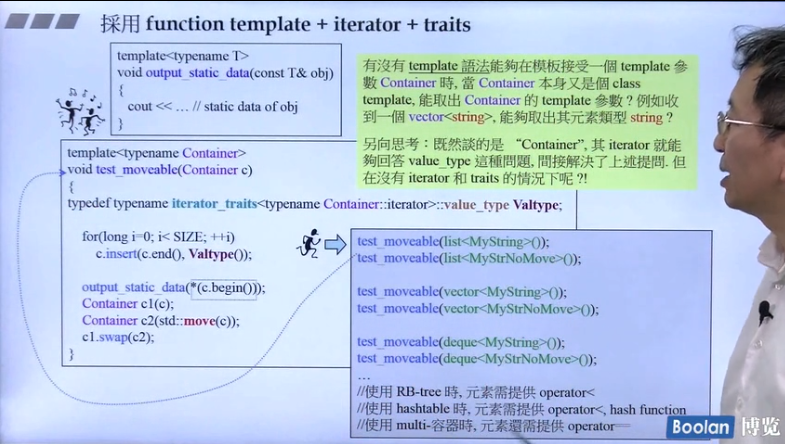 採用 function template + iterator + traits
template<typename T>
void output_static_data(const T& obj)
{
cout << … // static data of obj
}
有沒有 template 語法能夠在模板接受一個 template 參
數 Container 時, 當 Container 本身又是個 class
template, 能取出 Container 的 template 參數？例如收
到一個 vector<string>, 能夠取出其元素類型 string？
另向思考：既然談的是 “Container”, 其 iterator 就能
夠回答 value_type 這種問題, 間接解決了上述提問. 但
在沒有 iterator 和 traits 的情況下呢 ?!
template<typename Container>
void test_moveable(Container c)
{
typedef typename iterator_traits<typename Container::iterator>::value_type Valtype;
for(long i=0; i< SIZE; ++i)
c.insert(c.end(), Valtype());
output_static_data(*(c.begin()));
Container c1(c);
Container c2(std::move(c));
c1.swap(c2);
}
test_moveable(list<MyString>());
test_moveable(list<MyStrNoMove>());
test_moveable(vector<MyString>());
test_moveable(vector<MyStrNoMove>());
test_moveable(deque<MyString>());
test_moveable(deque<MyStrNoMove>());
…
//使用 RB-tree 時, 元素需提供 operator<
//使用 hashtable 時, 元素需提供 operator<, hash function
//使用 multi-容器時, 元素還需提供 operator==
Boolan 博览